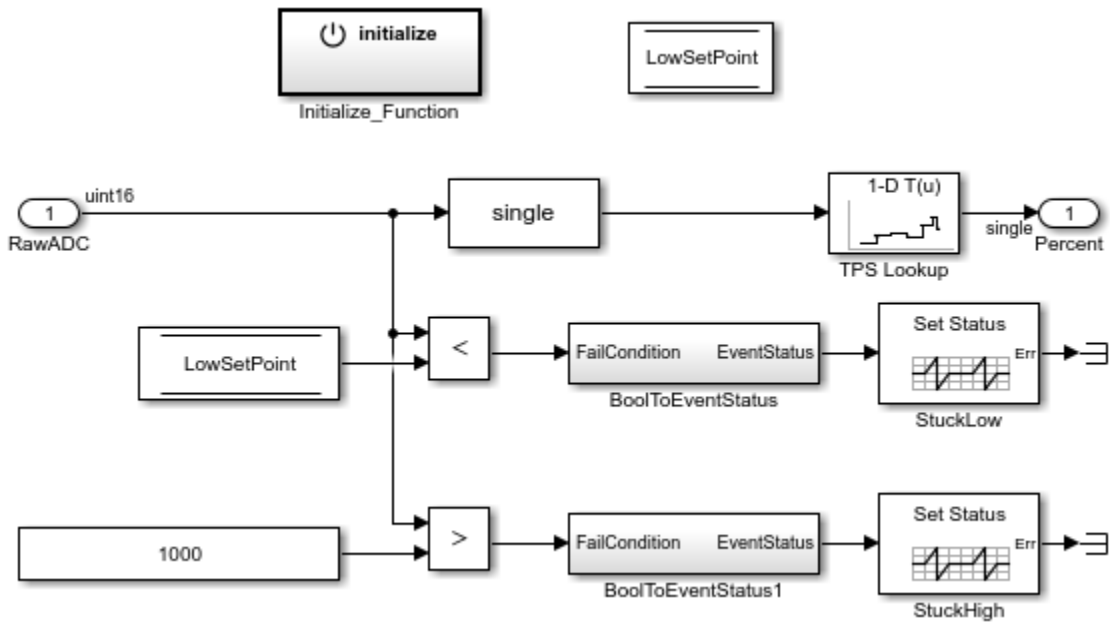 initialize
Initialize_Function
LowSetPoint
1
uint16
RawADC
single
1-D T(u)
TPS Lookup
single
1
Percent
LowSetPoint
<
FailCondition EventStatus
BoolToEventStatus
Set Status
Err
StuckLow
1000
>
FailCondition EventStatus
BoolToEventStatus1
Set Status
Err
StuckHigh